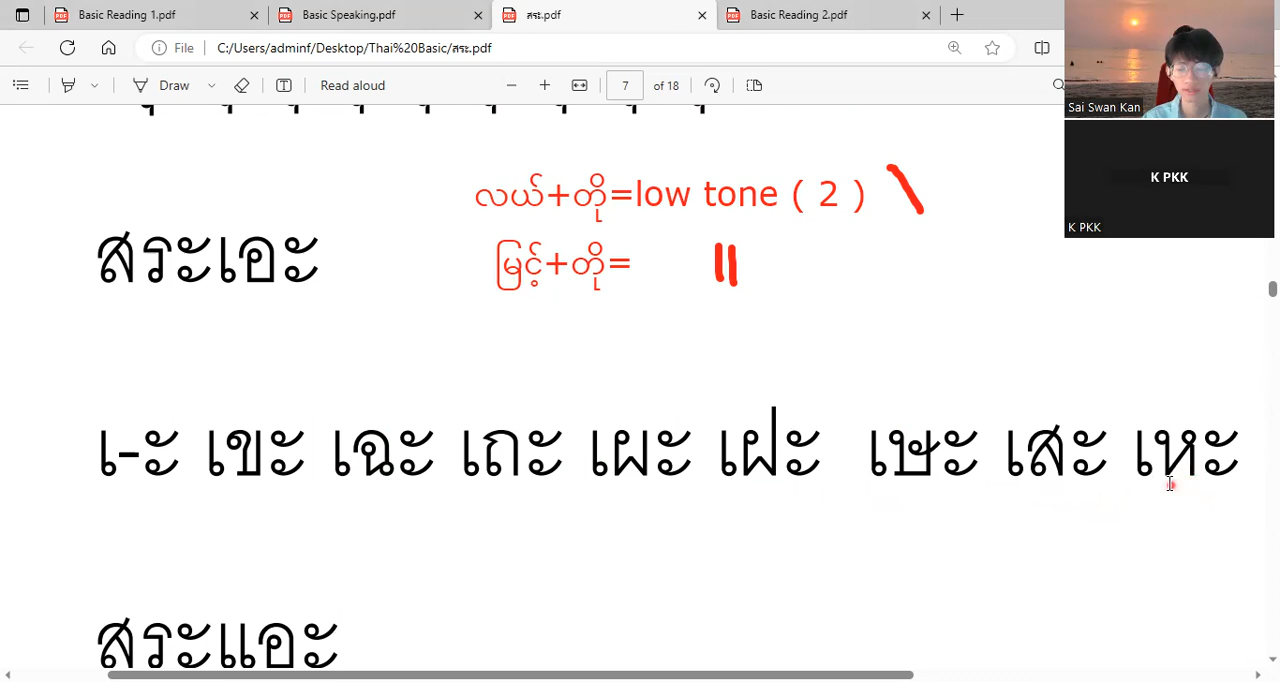 Basic Reading 1.pdf Basic Speaking.pdf สระ.pdf Basic Reading 2.pdf
File C:/Users/adminf/Desktop/Thai%20Basic/สระ.pdf
Draw Read aloud 7 of 18
Sai Swan Kan
K PKK
K PKK
လယ်+တို=low tone ( 2 )
สระเอะ
မြင့်+တို=
เ-ะ เขะ เฉะ เถะ เผะ เฝะ เษะ เสะ เหะ
สระแอะ